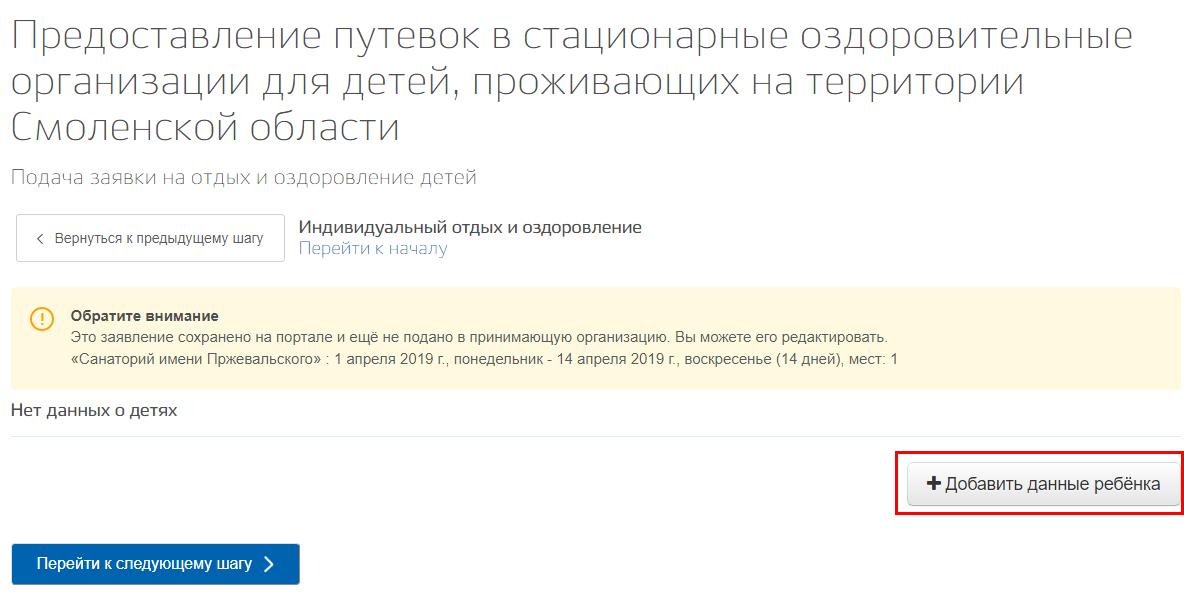 Предоставление путевок в стационарные оздоровительные
организации для детей, проживающих на территории
Смоленской области
Подача заявки на отдых и оздоровление детей
Вернуться к предыдущему шагу
Индивидуальный отдых и оздоровление
Перейти к началу
Обратите внимание
Это заявление сохранено на портале и ещё не подано в принимающую организацию. Вы можете его редактировать.
«Санаторий имени Пржевальского» : 1 апреля 2019 г., понедельник - 14 апреля 2019 г., воскресенье (14 дней), мест: 1
Нет данных о детях
+ Добавить данные ребёнка
Перейти к следующему шагу